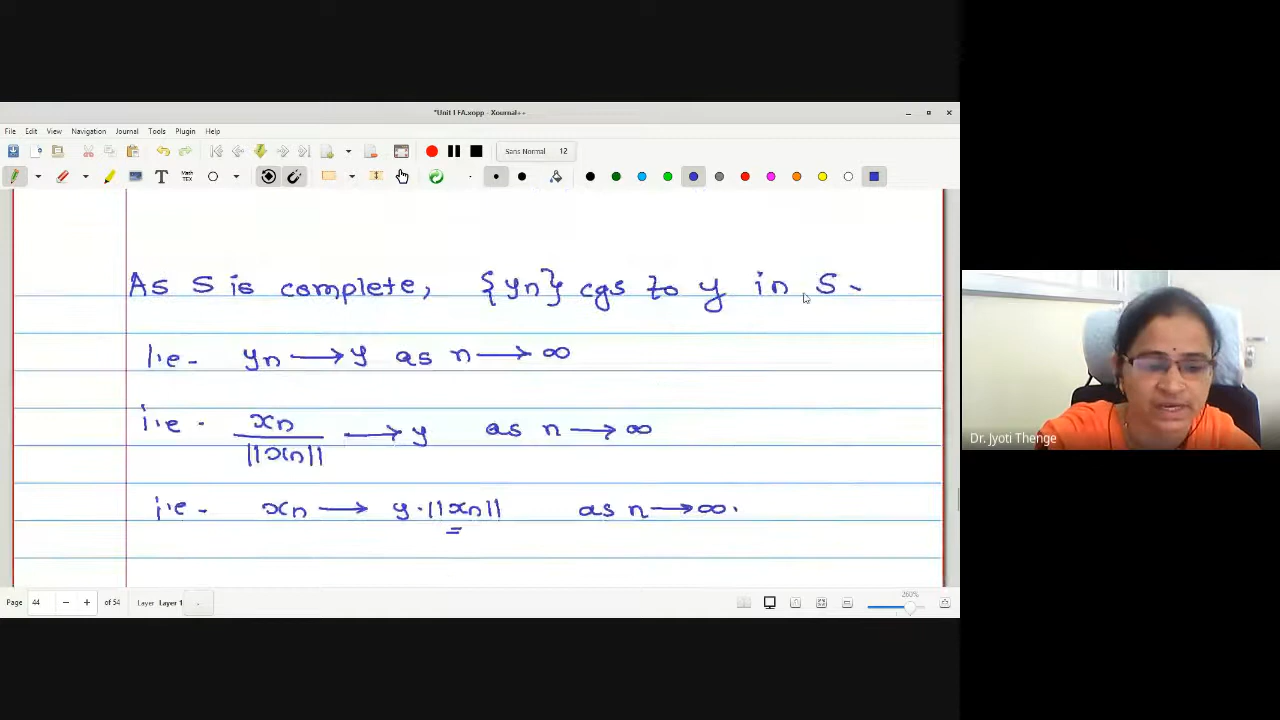 *Unit I FA.xopp - Xournal++
File Edit View Navigation Journal Tools Plugin Help
Sans Normal 12
As S is complete, {yn} cgs to y in S.
i.e. yn → y as n → ∞
i.e. xn / ||xn|| → y as n → ∞
i.e. xn → y.||xn|| as n → ∞.
Dr. Jyoti Thenge
Page 44 of 54 Layer Layer 1
260%